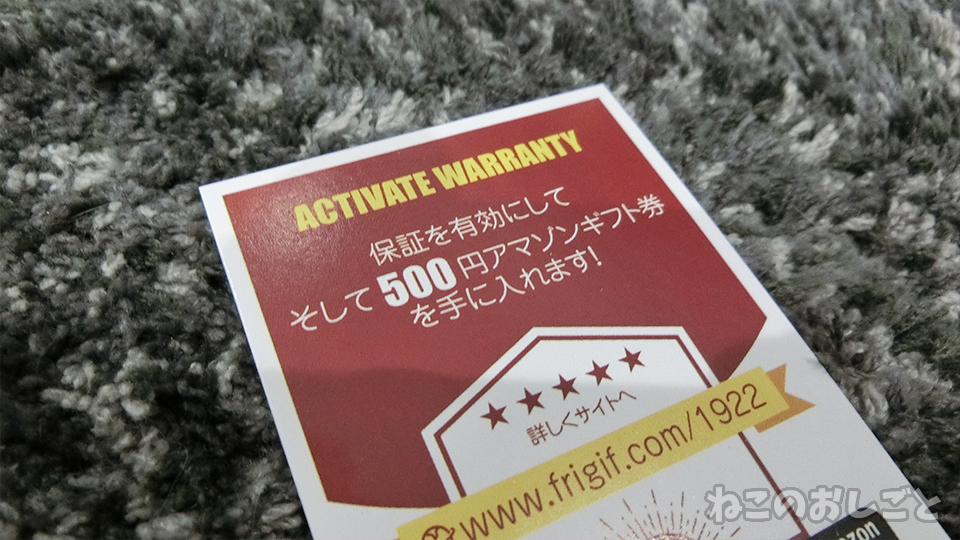 ACTIVATE WARRANTY
保証を有効にして
そして500円アマゾンギフト券
を手に入れます!
★★★★★
詳しくサイトへ
www.frigif.com/1922
ねこのおしごと